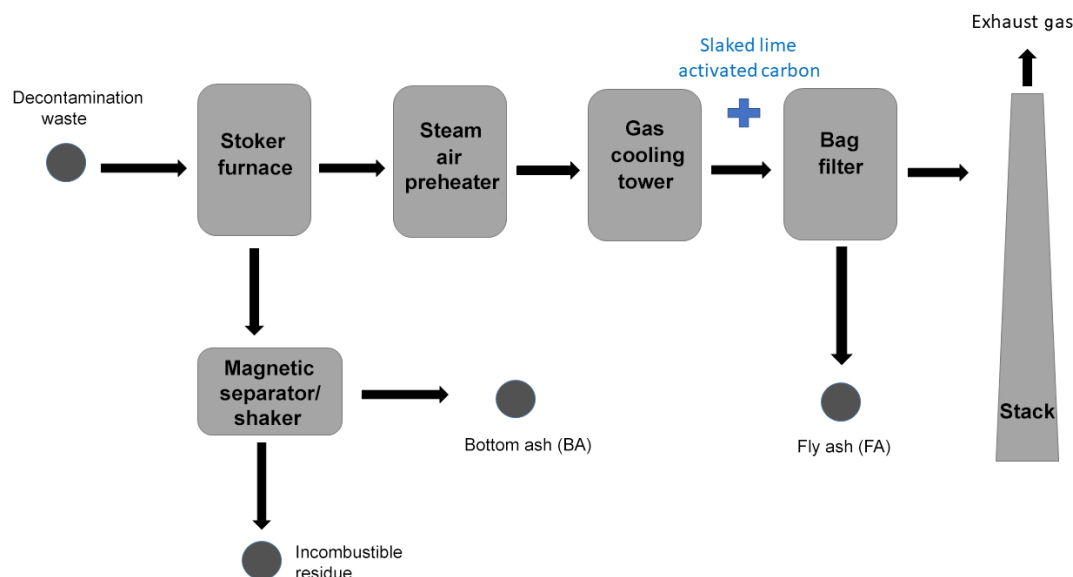 Exhaust gas
Slaked lime
activated carbon
Decontamination
waste
Stoker
furnace
Steam
air
preheater
Gas
cooling
tower
Bag
filter
Magnetic
separator/
shaker
Bottom ash (BA)
Fly ash (FA)
Stack
Incombustible
residue